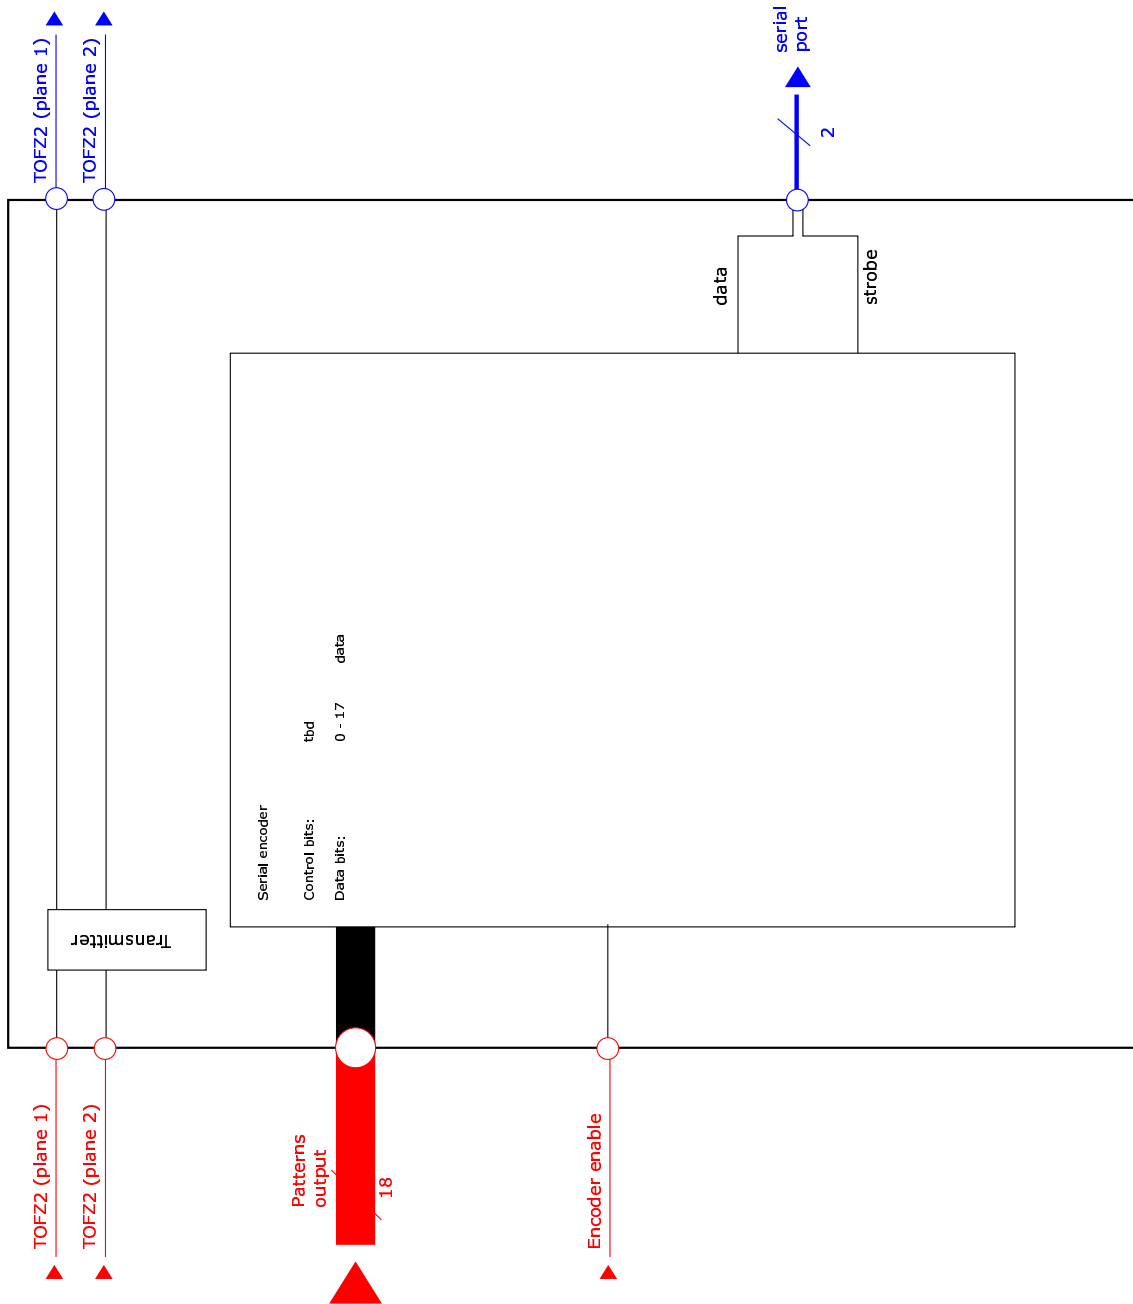 TOFZ2 (plane 1)
TOFZ2 (plane 2)
serial
port
2
data
strobe
Serial encoder
Control bits: tbd
Data bits: 0 - 17 data
Transmitter
TOFZ2 (plane 1)
TOFZ2 (plane 2)
Patterns
output
18
Encoder enable